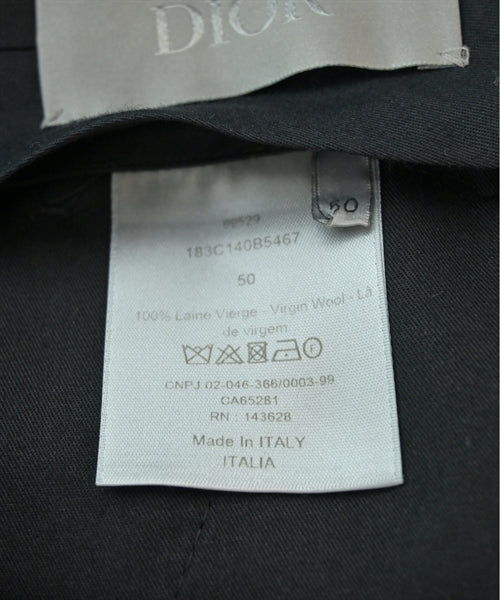 DIOR
50
89529
183C140B5467
50
100% Laine Vierge - Virgin Wool - Lã
de virgem
F
CNPJ 02-046-366/0003-99
CA65281
RN : 143628
Made In ITALY
ITALIA